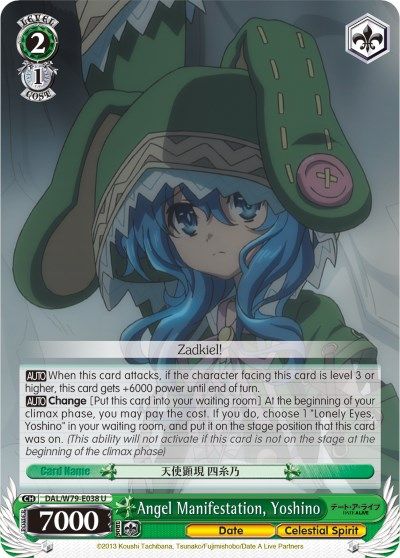 LEVEL
2
1
COST
Zadkiel!
AUTO When this card attacks, if the character facing this card is level 3 or
higher, this card gets +6000 power until end of turn.
AUTO Change [Put this card into your waiting room] At the beginning of your
climax phase, you may pay the cost. If you do, choose 1 "Lonely Eyes,
Yoshino" in your waiting room, and put it on the stage position that this card
was on. (This ability will not activate if this card is not on the stage at the
beginning of the climax phase)
Card Name 天使顕現 四糸乃
CH DAL/W79-E038 U
Angel Manifestation, Yoshino
POWER 7000
Date
Celestial Spirit
デート・ア・ライブ
DATE A LIVE
©2013 Koushi Tachibana, Tsunako/Fujimishobo/Date A Live Partners